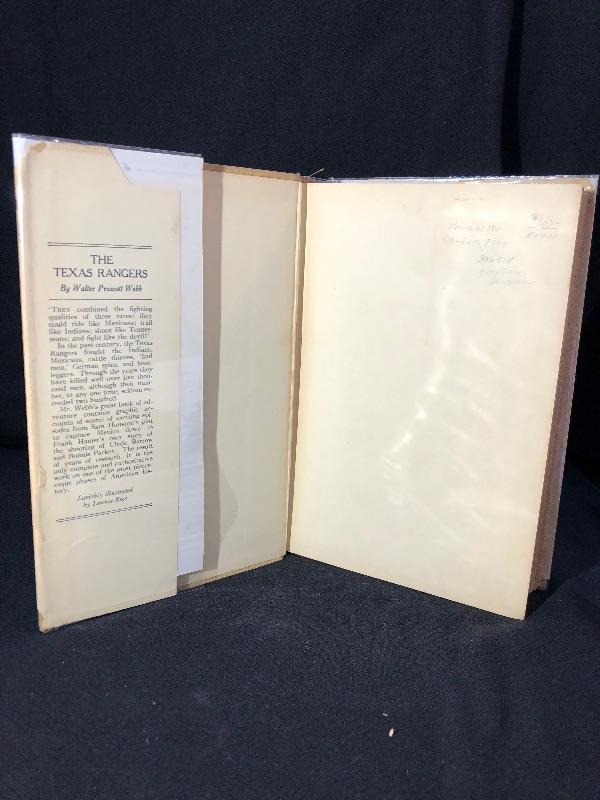 THE
TEXAS RANGERS
By Walter Prescott Webb
"THEY combined the fighting
qualities of three races; they
could ride like Mexicans; trail
like Indians; shoot like Tennes-
seans; and fight like the devil!"
In the past century, the Texas
Rangers fought the Indians,
Mexicans, cattle thieves, 'bad
men,' German spies, and boot-
leggers. Through the years they
have killed well over five thou-
sand men, although their num-
ber, at any one time, seldom ex-
ceeded two hundred.
Mr. Webb's great book of ad-
venture contains graphic ac-
counts of scores of exciting epi-
sodes from Sam Houston's plot
to capture Mexico down to
Frank Hamer's own story of
the shooting of Clyde Barrow
and Bonnie Parker. The result
of years of research, it is the
only complete and authoritative
work on one of the most pictur-
esque phases of American his-
tory.
Lavishly illustrated
by Lonnie Rees